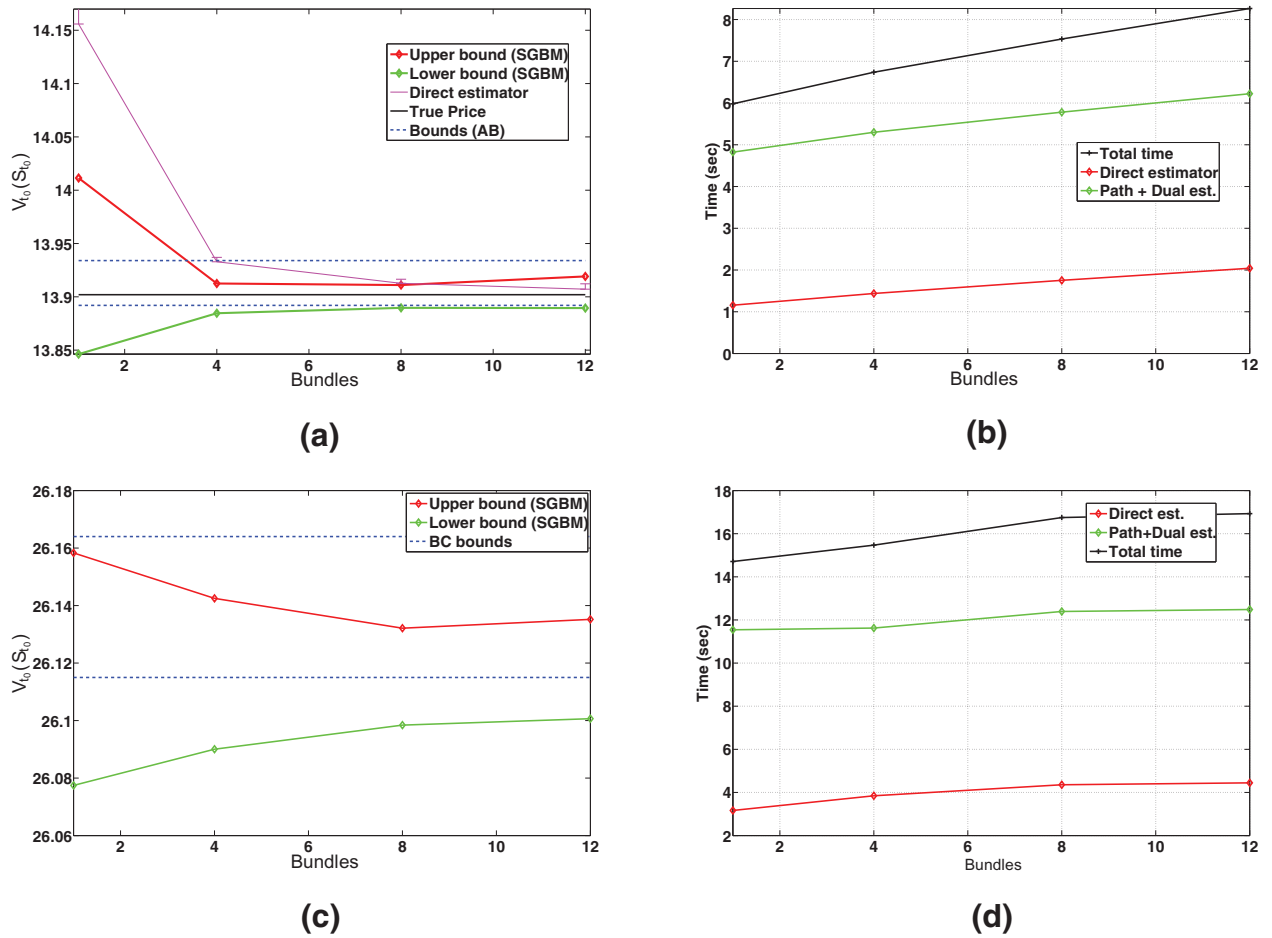 14.15
14.1
14.05
14
13.95
13.9
13.85
V_{t_0}(S_{t_0})
Upper bound (SGBM)
Lower bound (SGBM)
Direct estimator
True Price
Bounds (AB)
2 4 6 8 10 12
Bundles
(a)
8
7
6
5
4
3
2
1
0
Time (sec)
Total time
Direct estimator
Path + Dual est.
2 4 6 8 10 12
Bundles
(b)
26.18
26.16
26.14
26.12
26.1
26.08
26.06
V_{t_0}(S_{t_0})
Upper bound (SGBM)
Lower bound (SGBM)
BC bounds
2 4 6 8 10 12
Bundles
(c)
18
16
14
12
10
8
6
4
2
Time (sec)
Direct est.
Path+Dual est.
Total time
2 4 6 8 10 12
Bundles
(d)